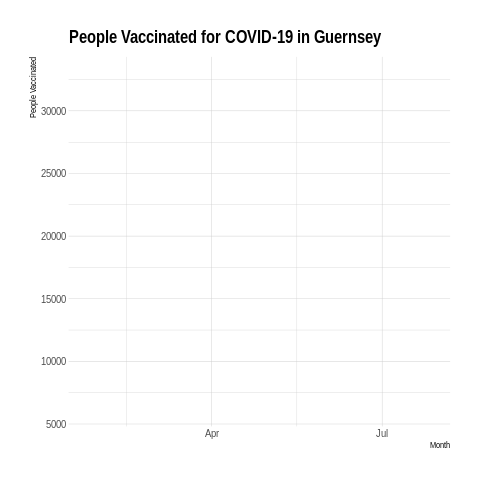 People Vaccinated for COVID-19 in Guernsey
People Vaccinated
30000
25000
20000
15000
10000
5000
Apr
Jul
Month